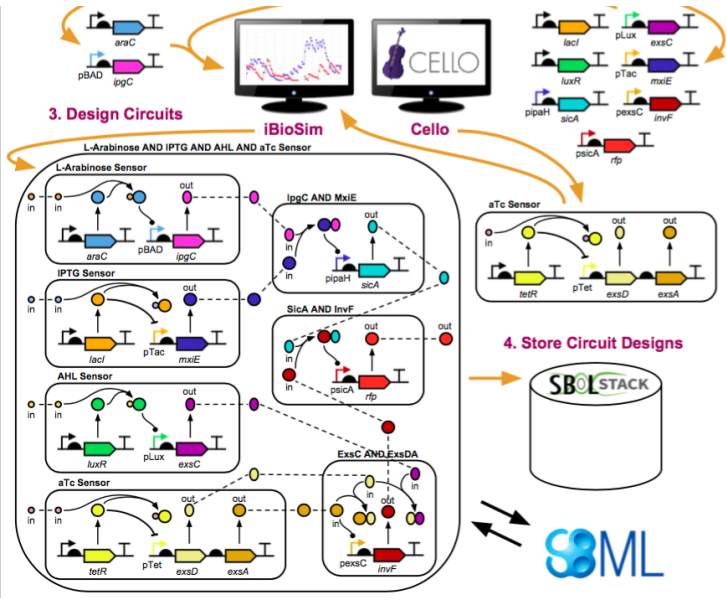 araC
pBAD
ipgC
CELLO
lacI
pLux
exsC
luxR
pTac
mxiE
pipaH
sicA
pexsC
invF
psicA
rfp
3. Design Circuits
iBioSim
Cello
L-Arabinose AND IPTG AND AHL AND aTc Sensor
L-Arabinose Sensor
in
in
out
araC
pBAD
ipgC
IpgC AND MxiE
in
in
out
pipaH
sicA
aTc Sensor
in
out
out
tetR
pTet
exsD
exsA
IPTG Sensor
in
in
out
lacI
pTac
mxiE
SicA AND InvF
in
in
out
out
psicA
rfp
4. Store Circuit Designs
SBOLSTACK
AHL Sensor
in
in
out
luxR
pLux
exsC
ExsC AND ExsDA
in
in
in
out
pexsC
invF
aTc Sensor
in
in
out
out
tetR
pTet
exsD
exsA
SBML